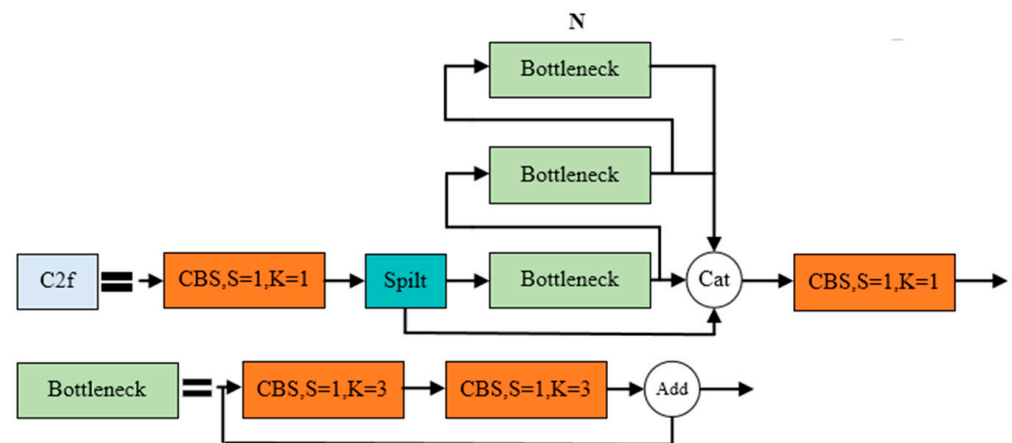 N
Bottleneck
Bottleneck
C2f
CBS,S=1,K=1
Spilt
Bottleneck
Cat
CBS,S=1,K=1
Bottleneck
CBS,S=1,K=3
CBS,S=1,K=3
Add